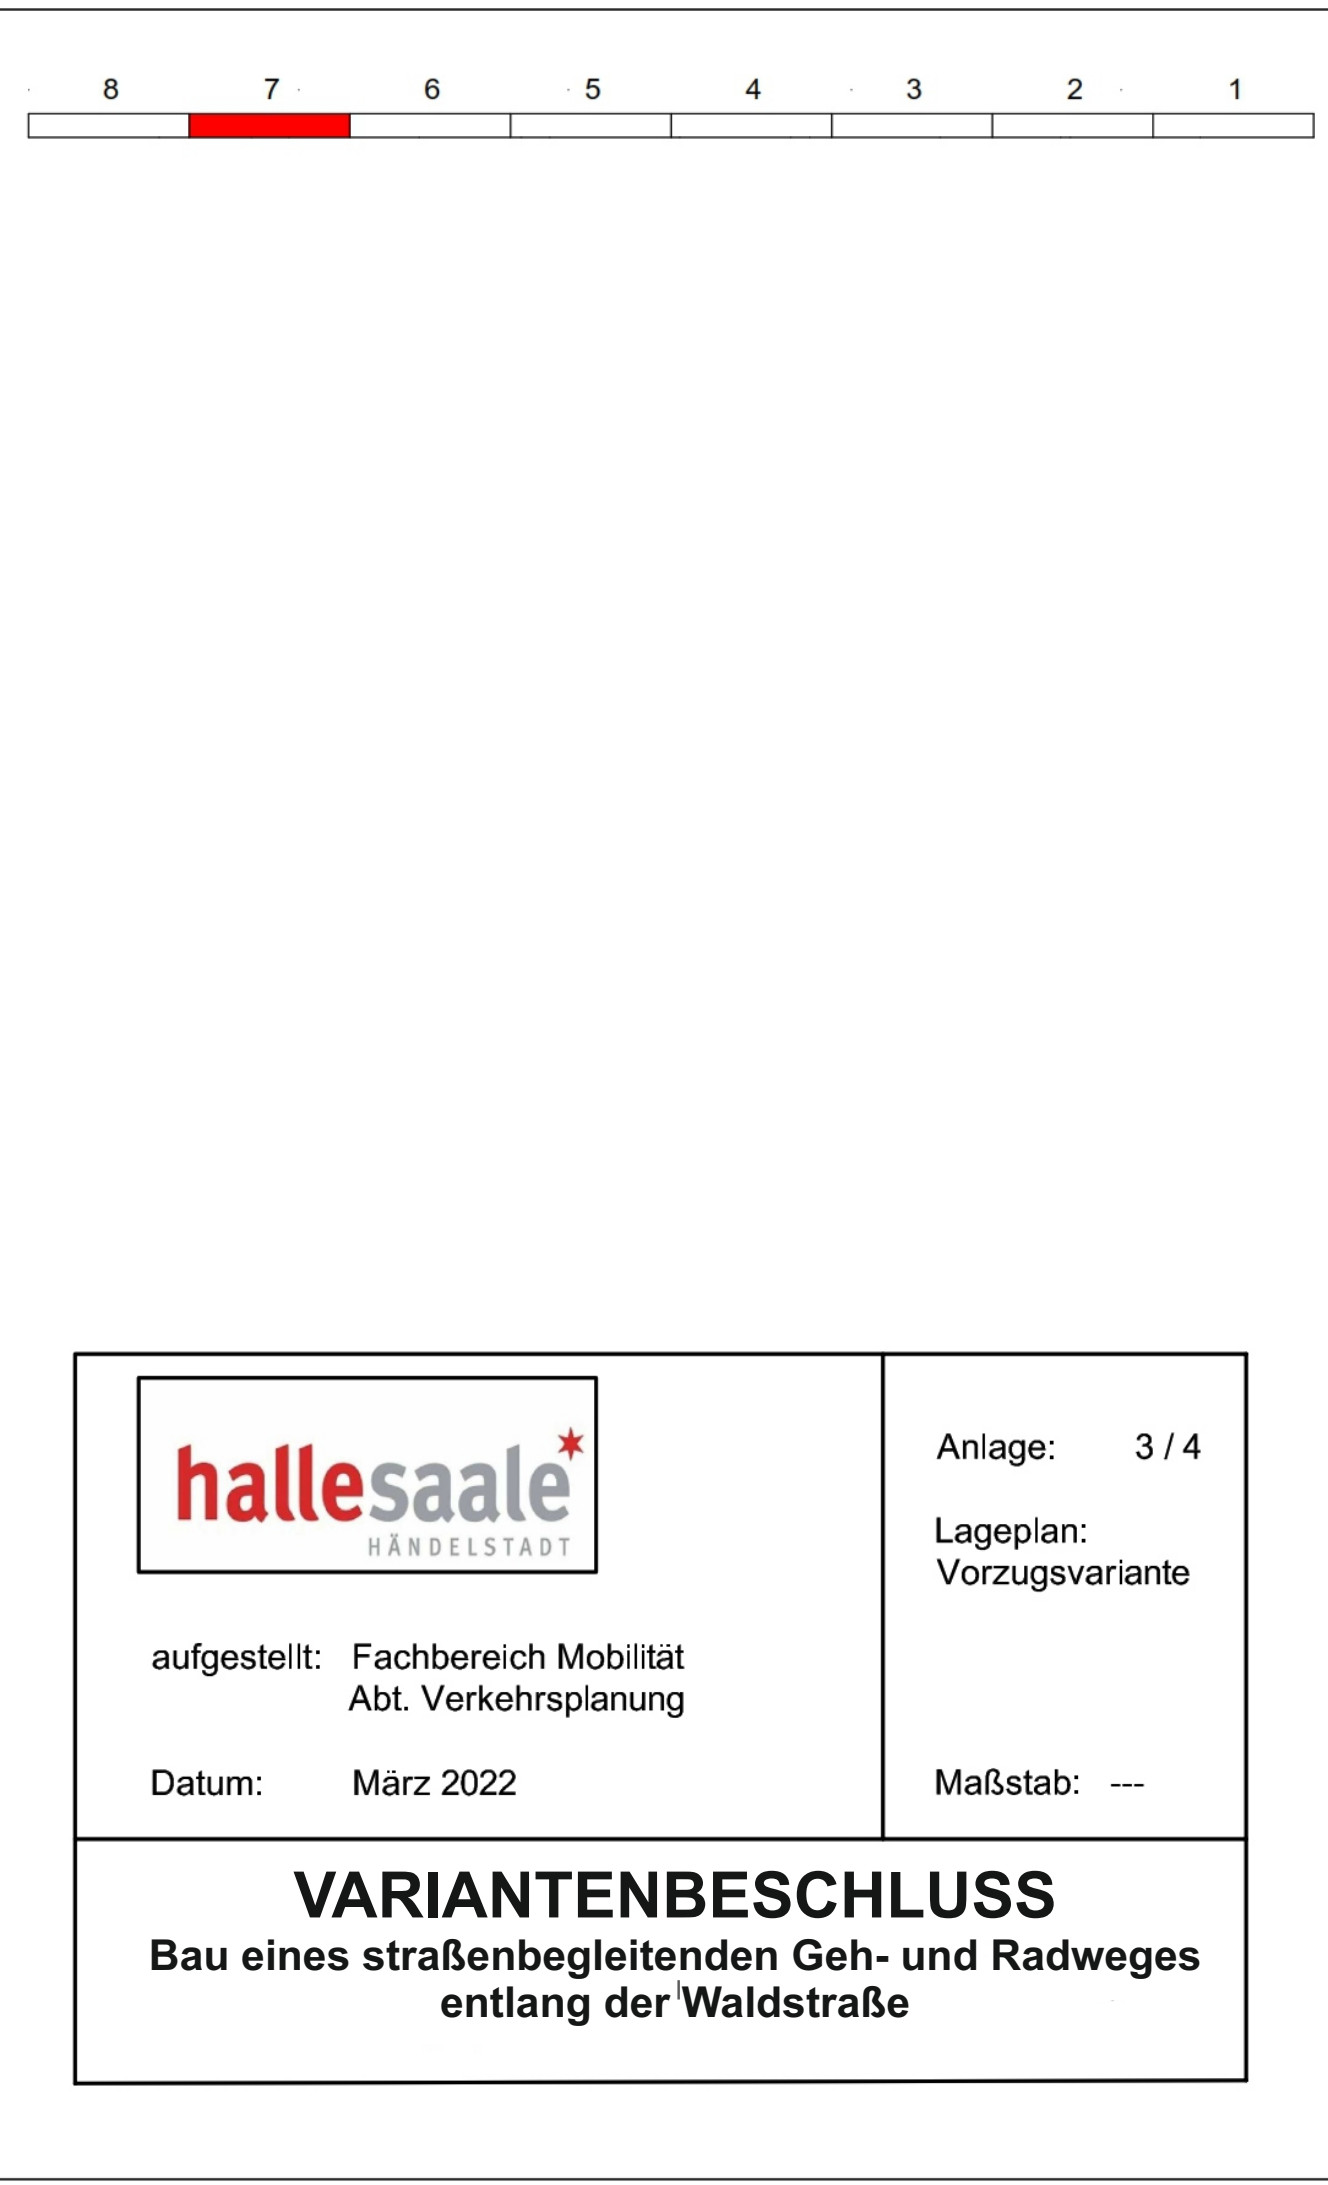 8 7 6 5 4 3 2 1
hallesaale*
HÄNDELSTADT
aufgestellt: Fachbereich Mobilität
Abt. Verkehrsplanung
Datum: März 2022
Anlage: 3 / 4
Lageplan:
Vorzugsvariante
Maßstab: ---
VARIANTENBESCHLUSS
Bau eines straßenbegleitenden Geh- und Radweges
entlang der Waldstraße